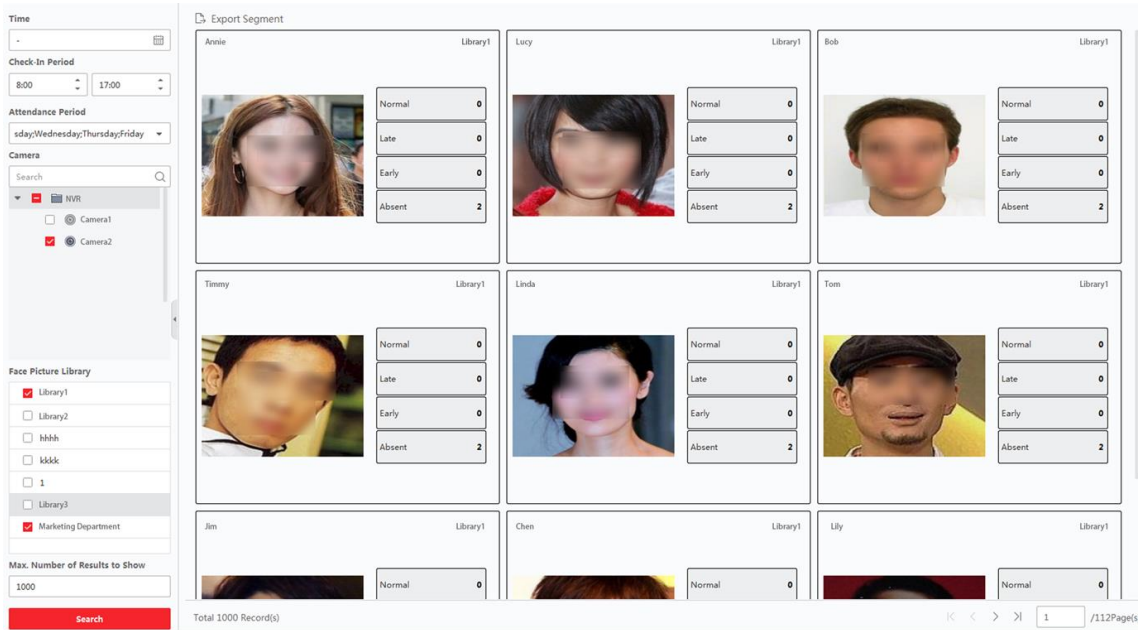 Time
-
Check-In Period
8:00 17:00
Attendance Period
sday;Wednesday;Thursday;Friday
Camera
Search
NVR
Camera1
Camera2
Face Picture Library
Library1
Library2
hhhh
kkkk
1
Library3
Marketing Department
Max. Number of Results to Show
1000
Search
Export Segment
Annie Library1
Normal 0
Late 0
Early 0
Absent 2
Lucy Library1
Normal 0
Late 0
Early 0
Absent 2
Bob Library1
Normal 0
Late 0
Early 0
Absent 2
Timmy Library1
Normal 0
Late 0
Early 0
Absent 2
Linda Library1
Normal 0
Late 0
Early 0
Absent 2
Tom Library1
Normal 0
Late 0
Early 0
Absent 2
Jim Library1
Normal 0
Chen Library1
Normal 0
Lily Library1
Normal 0
Total 1000 Record(s)
1 /112Page(s